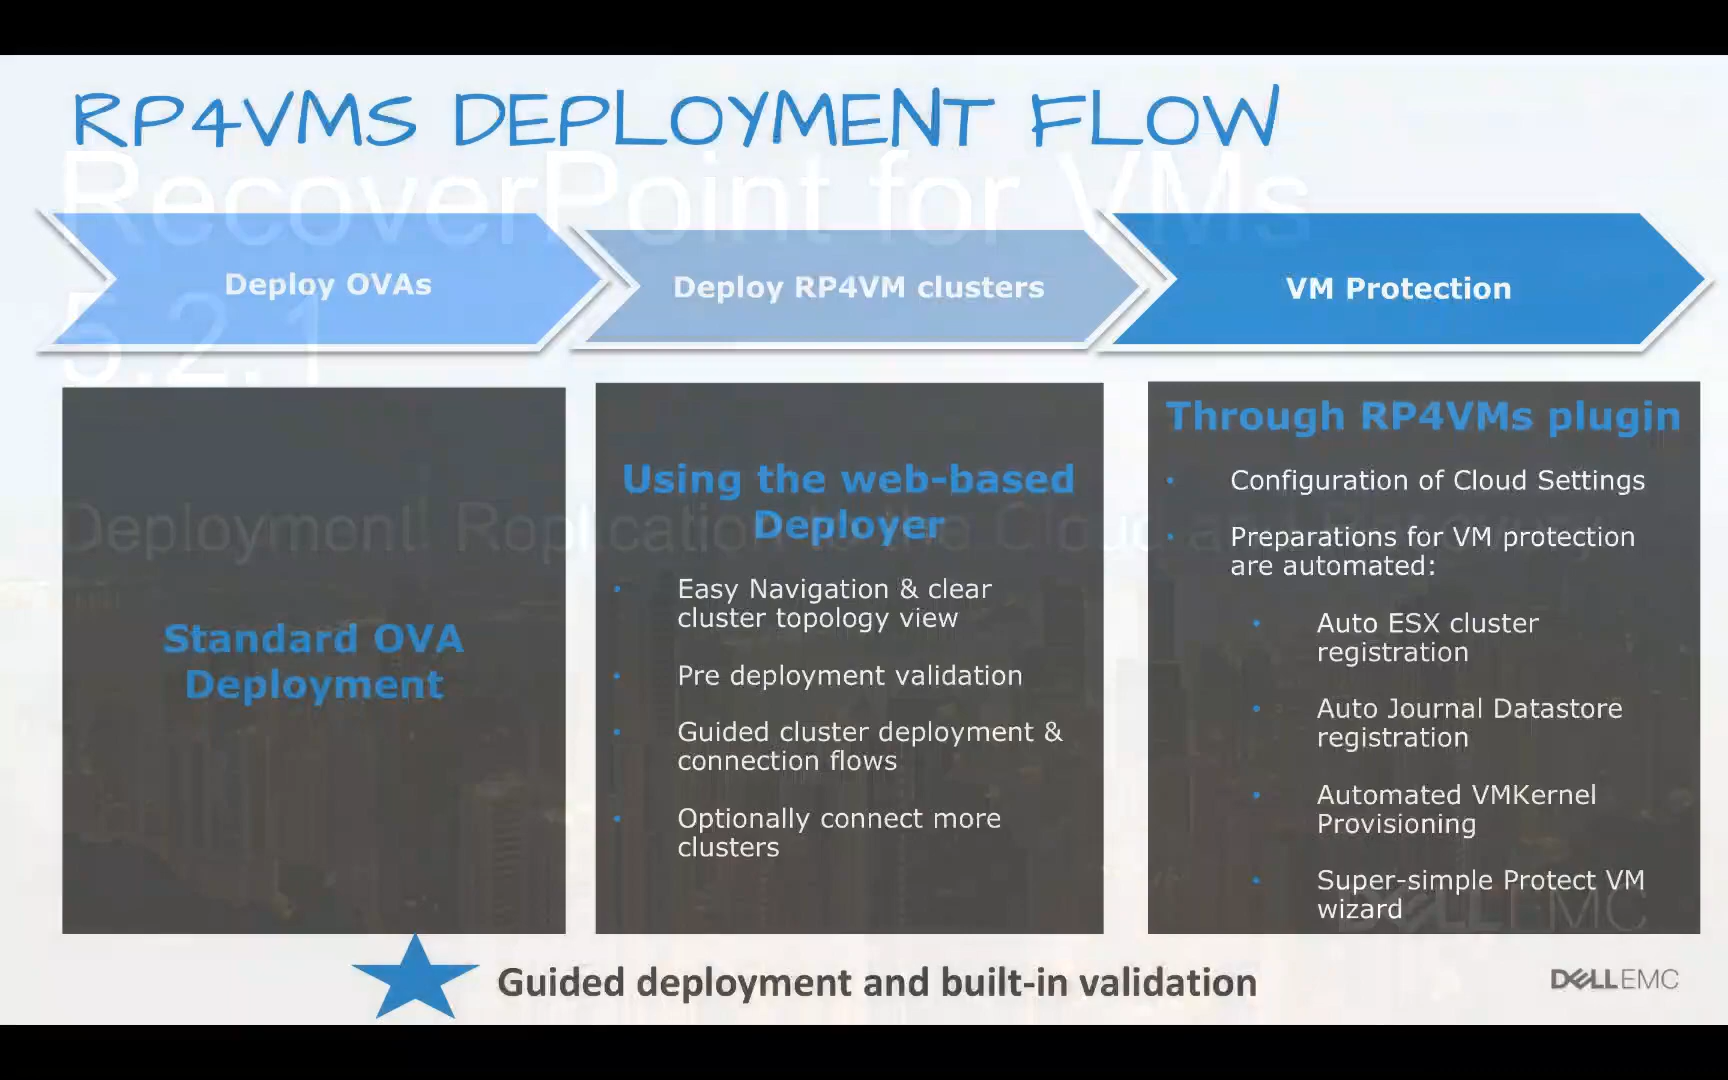 RP4VMS DEPLOYMENT FLOW
RecoverPoint for VMs
5.2.1
Deploy OVAs
Deploy RP4VM clusters
VM Protection
Standard OVA
Deployment
Using the web-based
Deployer
• Easy Navigation & clear
cluster topology view
• Pre deployment validation
• Guided cluster deployment &
connection flows
• Optionally connect more
clusters
Through RP4VMs plugin
• Configuration of Cloud Settings
• Preparations for VM protection
are automated:
• Auto ESX cluster
registration
• Auto Journal Datastore
registration
• Automated VMKernel
Provisioning
• Super-simple Protect VM
wizard
Deployment, Replication to the Cloud and
DELLEMC
Guided deployment and built-in validation
DELLEMC